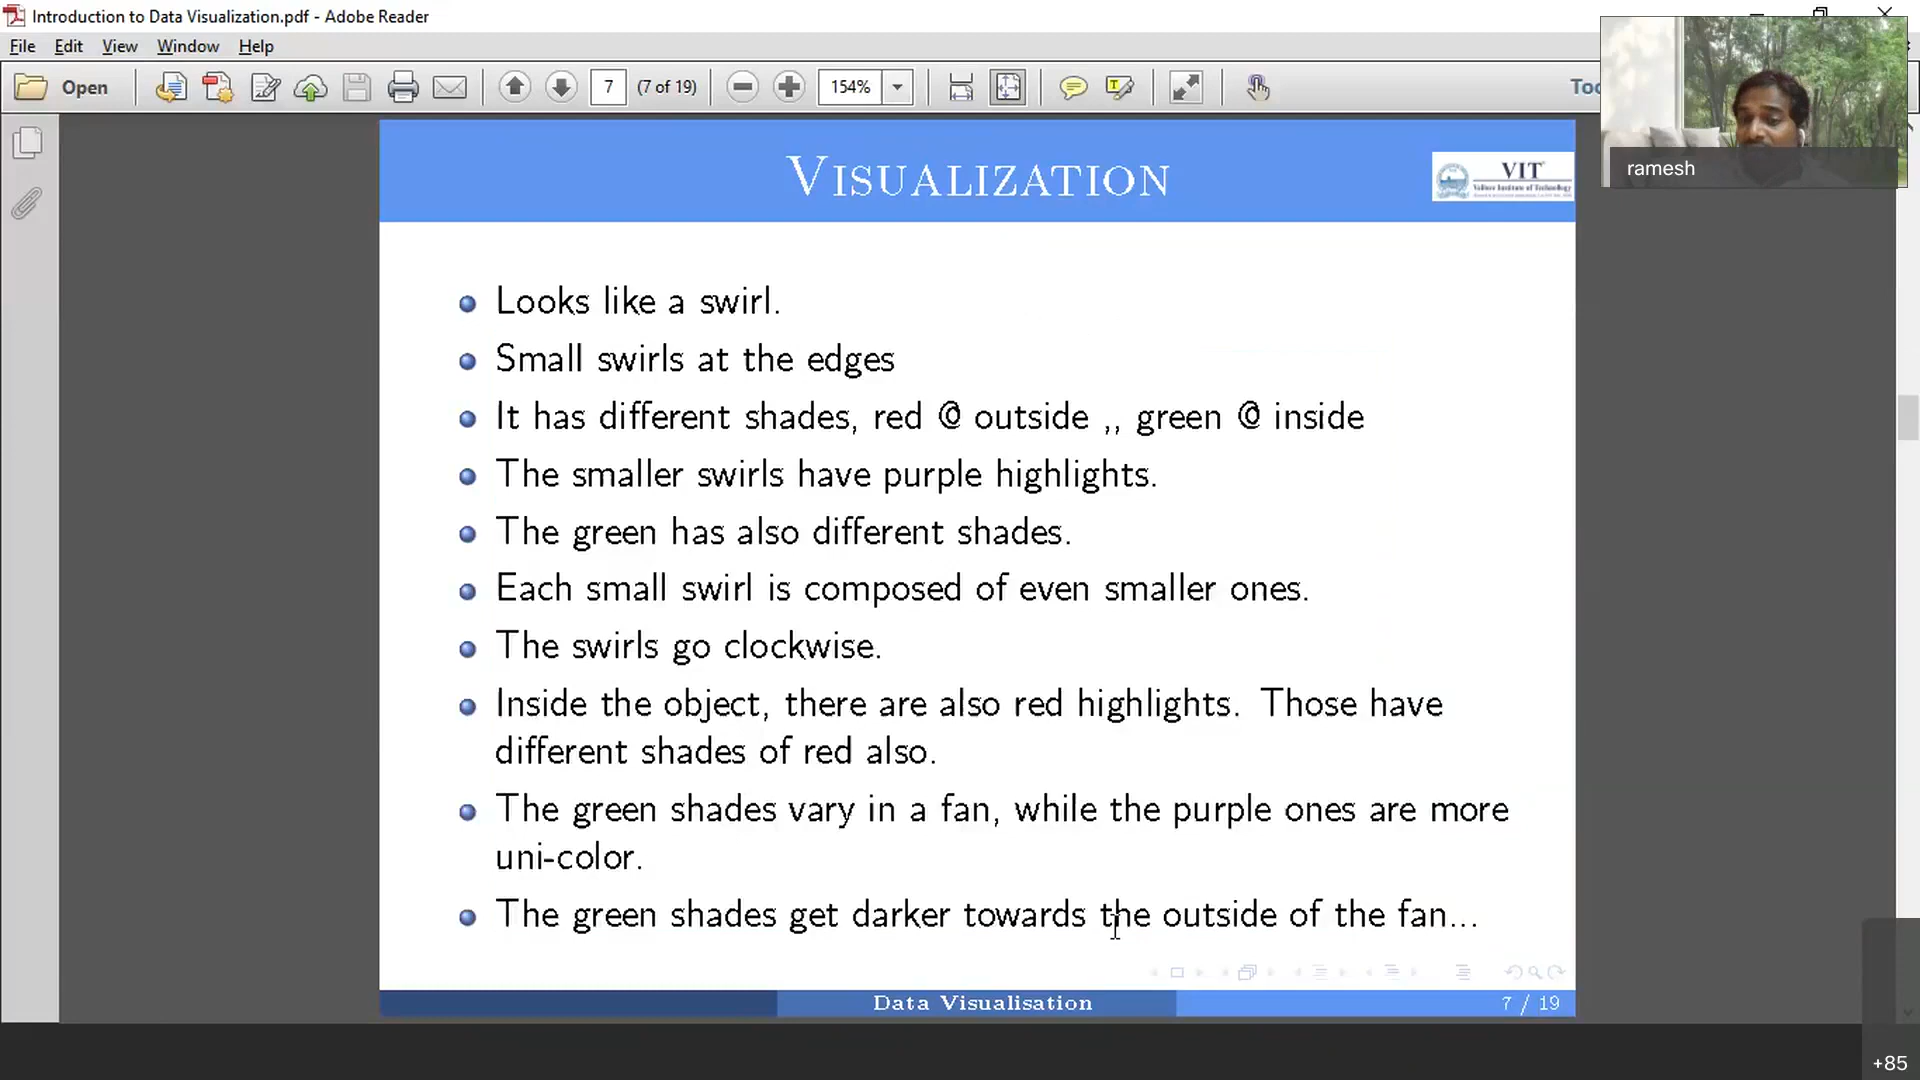 Introduction to Data Visualization.pdf - Adobe Reader
File Edit View Window Help
Open 7 (7 of 19) 154% Too
ramesh
VISUALIZATION
VIT
Vellore Institute of Technology
Looks like a swirl.
Small swirls at the edges
It has different shades, red @ outside ,, green @ inside
The smaller swirls have purple highlights.
The green has also different shades.
Each small swirl is composed of even smaller ones.
The swirls go clockwise.
Inside the object, there are also red highlights. Those have
different shades of red also.
The green shades vary in a fan, while the purple ones are more
uni-color.
The green shades get darker towards the outside of the fan...
Data Visualisation 7 / 19
+85